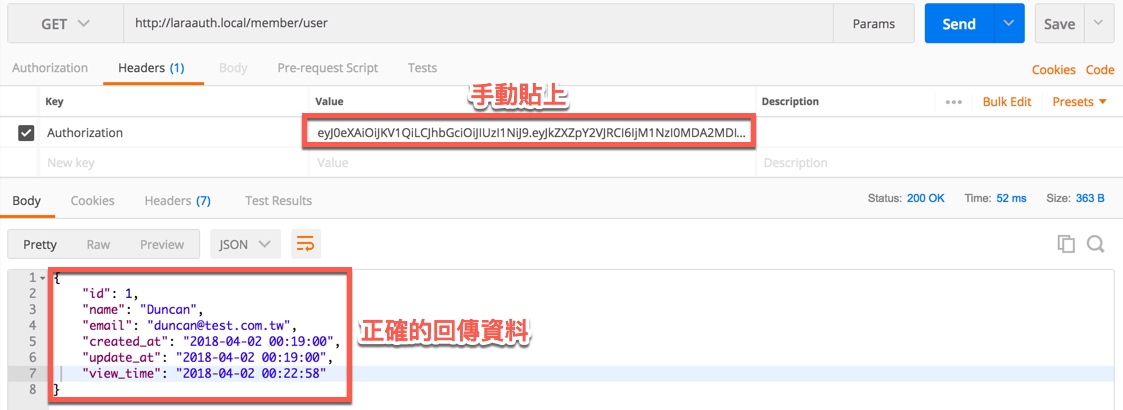 GET http://laraauth.local/member/user Params Send Save
Authorization Headers (1) Body Pre-request Script Tests Cookies Code
手動貼上
Key Value Description ••• Bulk Edit Presets
Authorization eyJ0eXAiOiJKV1QiLCJhbGciOiJIUzI1NiJ9.eyJkZXZpY2VJRCI6IjM1NzI0MDA2MDI...
New key Value Description
Body Cookies Headers (7) Test Results Status: 200 OK Time: 52 ms Size: 363 B
Pretty Raw Preview JSON
1 {
2 "id": 1,
3 "name": "Duncan",
4 "email": "duncan@test.com.tw",
正確的回傳資料
5 "created_at": "2018-04-02 00:19:00",
6 "update_at": "2018-04-02 00:19:00",
7 "view_time": "2018-04-02 00:22:58"
8 }